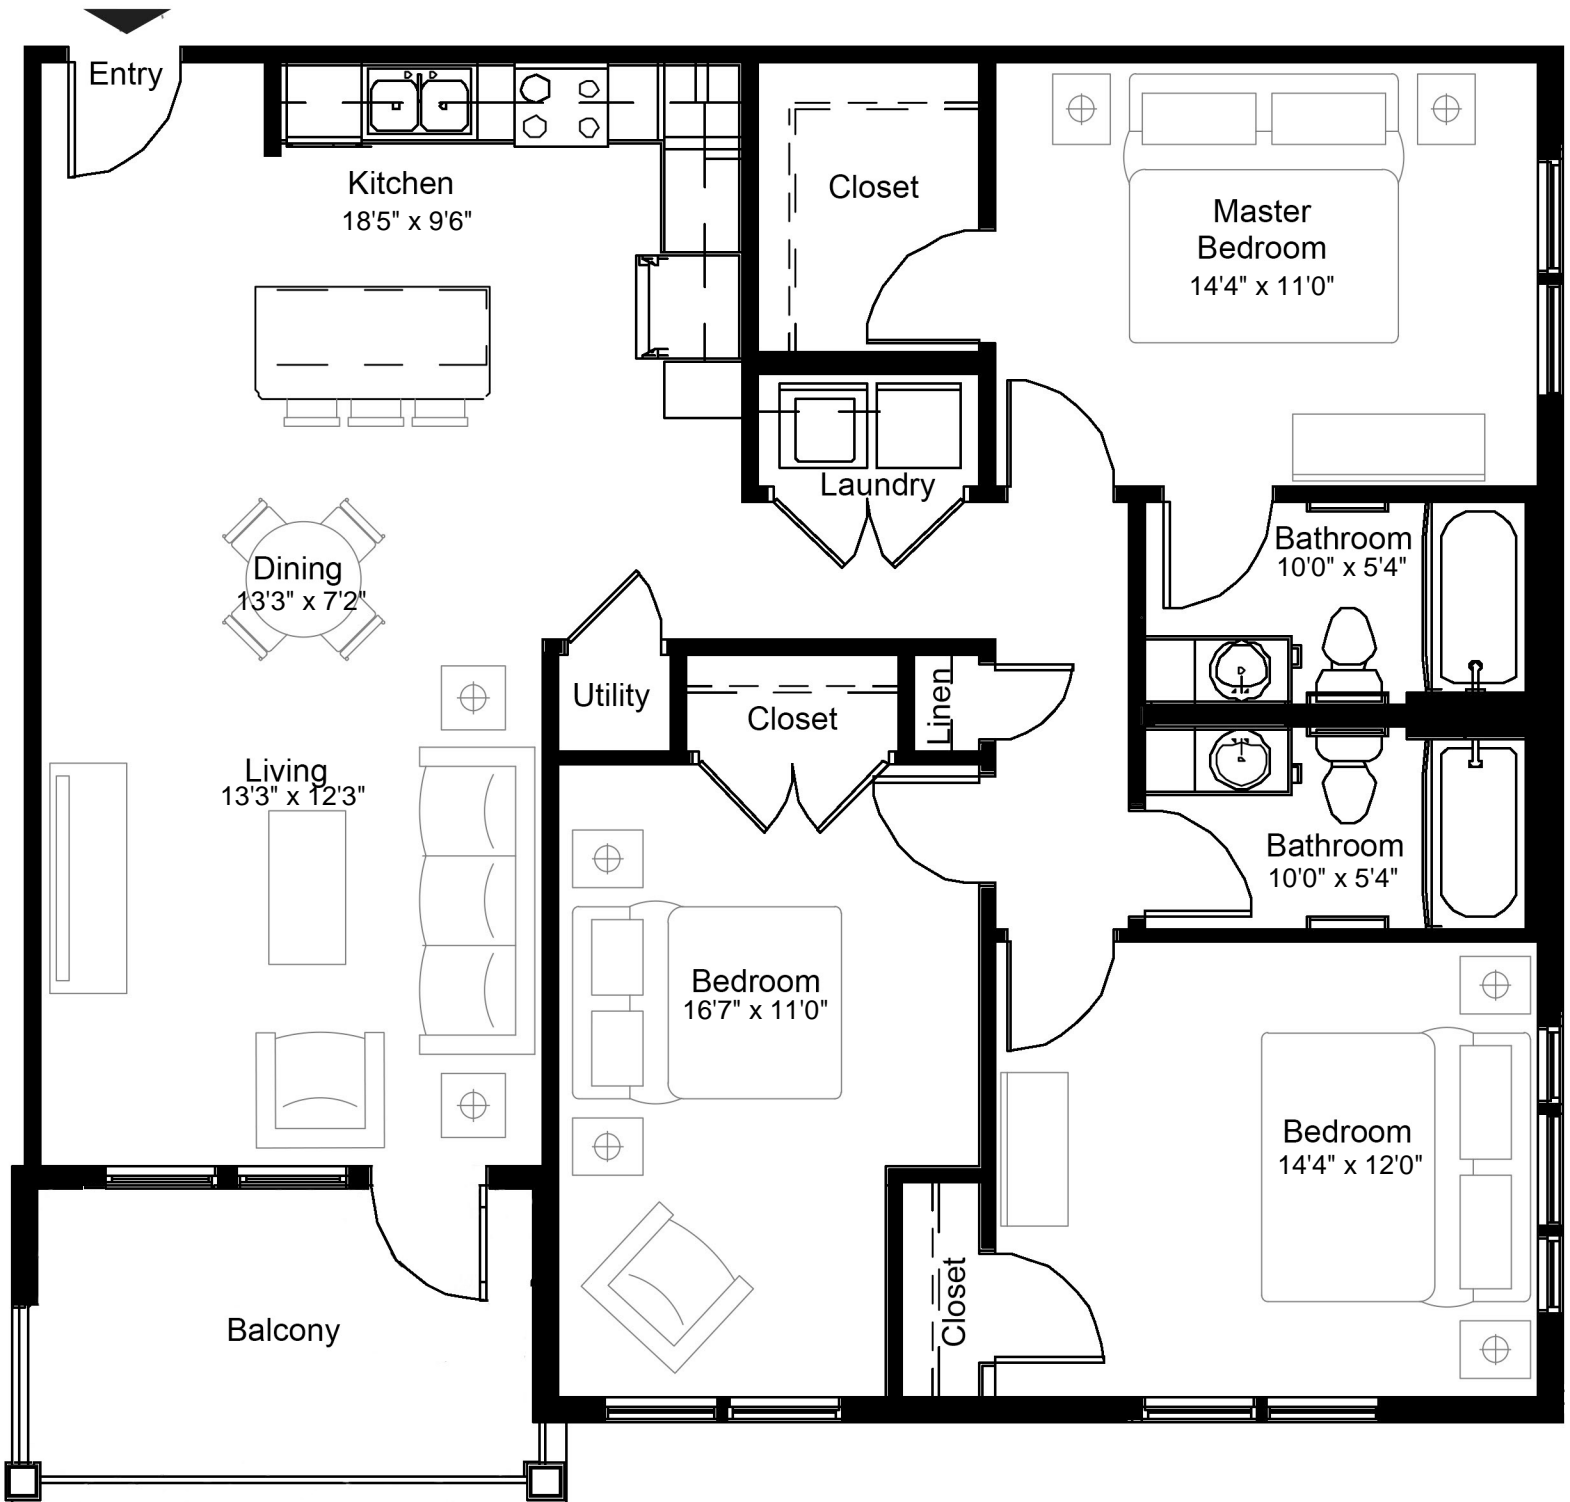 Entry
Kitchen
18'5" x 9'6"
Closet
Master
Bedroom
14'4" x 11'0"
Laundry
Bathroom
10'0" x 5'4"
Dining
13'3" x 7'2"
Utility
Closet
Linen
Living
13'3" x 12'3"
Bathroom
10'0" x 5'4"
Bedroom
16'7" x 11'0"
Bedroom
14'4" x 12'0"
Closet
Balcony